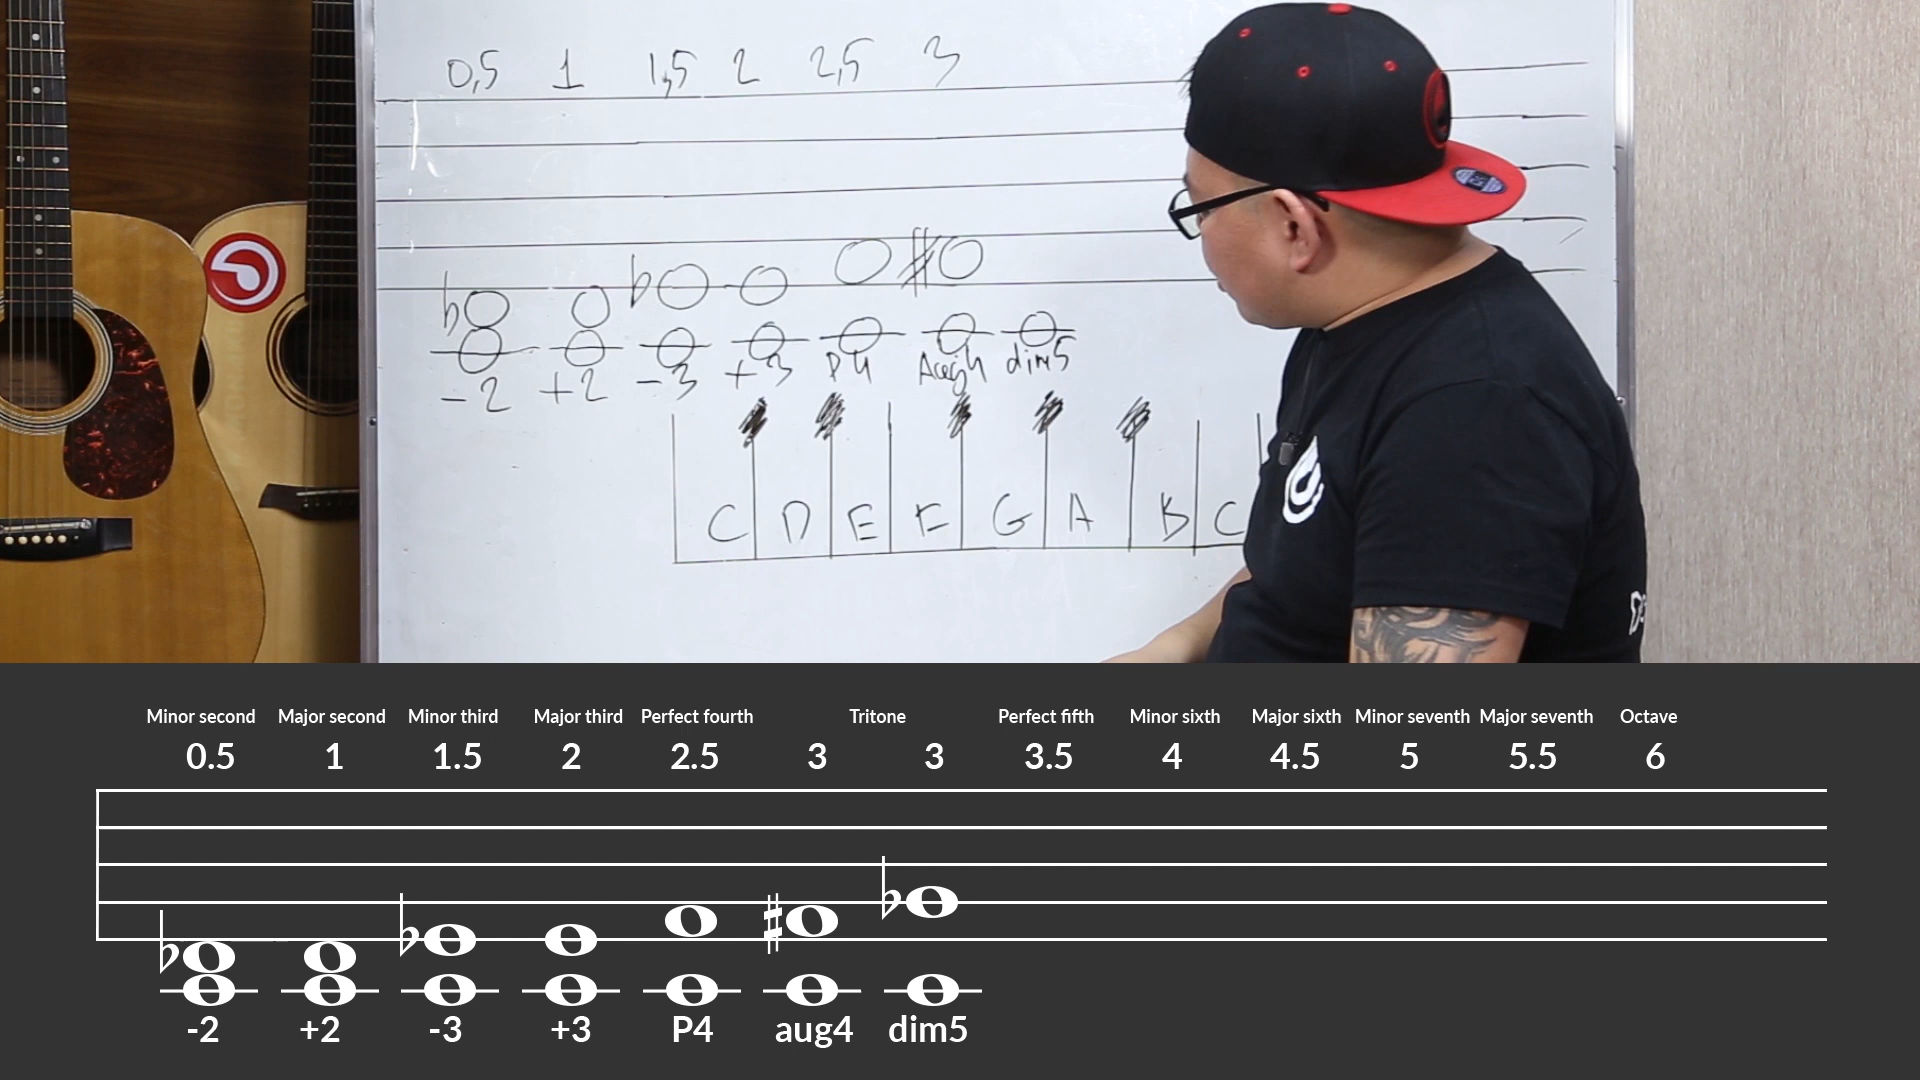 0,5 1 1,5 2 2,5 3
-2 +2 -3 +3 P4 Aug4 dim5
C D E F G A B C
Minor second Major second Minor third Major third Perfect fourth Tritone Perfect fifth Minor sixth Major sixth Minor seventh Major seventh Octave
0.5 1 1.5 2 2.5 3 3 3.5 4 4.5 5 5.5 6
-2 +2 -3 +3 P4 aug4 dim5